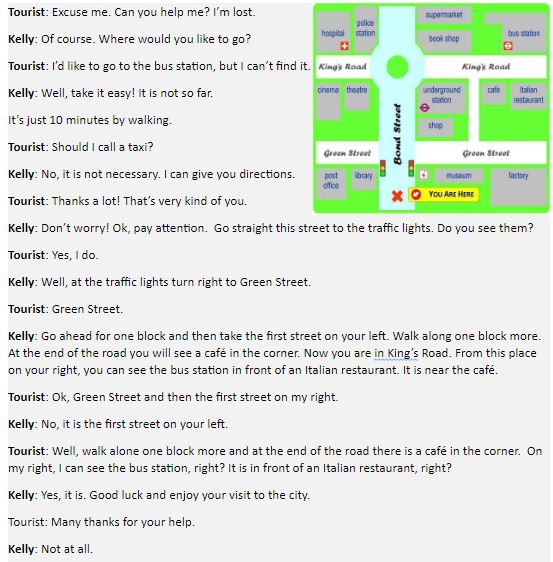 Tourist: Excuse me. Can you help me? I'm lost.
Kelly: Of course. Where would you like to go?
Tourist: I'd like to go to the bus station, but I can't find it.
Kelly: Well, take it easy! It is not so far.
It's just 10 minutes by walking.
Tourist: Should I call a taxi?
Kelly: No, it is not necessary. I can give you directions.
Tourist: Thanks a lot! That's very kind of you.
supermarket
police
station
hospital
book shop
bus station
King's Road
King's Road
cinema
theatre
underground
station
café
Italian
restaurant
shop
Bond Street
Green Street
Green Street
post
office
library
museum
factory
YOU ARE HERE
Kelly: Don't worry! Ok, pay attention.  Go straight this street to the traffic lights. Do you see them?
Tourist: Yes, I do.
Kelly: Well, at the traffic lights turn right to Green Street.
Tourist: Green Street.
Kelly: Go ahead for one block and then take the first street on your left. Walk along one block more.
At the end of the road you will see a café in the corner. Now you are in King's Road. From this place
on your right, you can see the bus station in front of an Italian restaurant. It is near the café.
Tourist: Ok, Green Street and then the first street on my right.
Kelly: No, it is the first street on your left.
Tourist: Well, walk alone one block more and at the end of the road there is a café in the corner.  On
my right, I can see the bus station, right? It is in front of an Italian restaurant, right?
Kelly: Yes, it is. Good luck and enjoy your visit to the city.
Tourist: Many thanks for your help.
Kelly: Not at all.